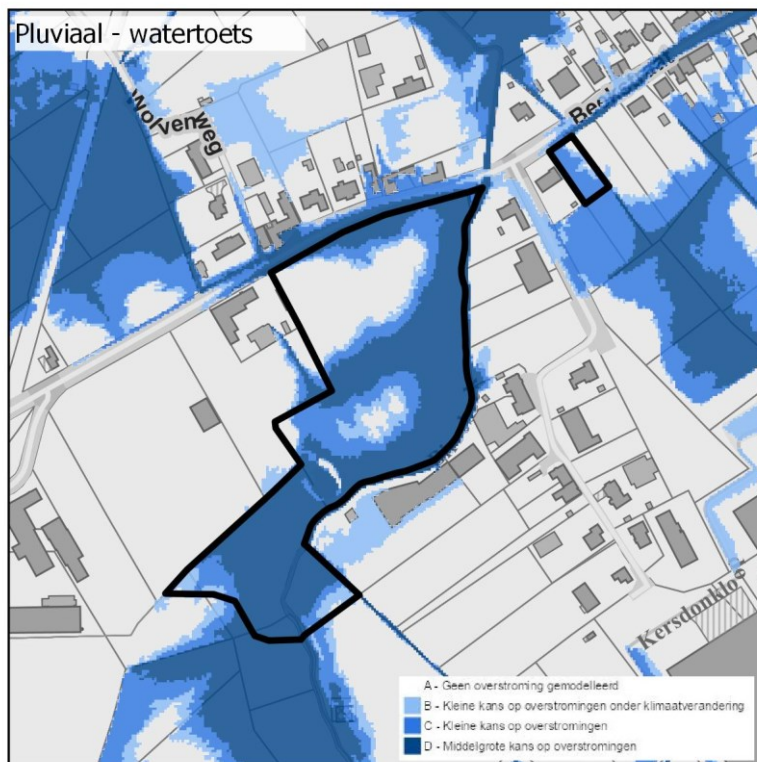 Pluviaal - watertoets
Wolvenweg
Kersdonklo
A - Geen overstroming gemodelleerd
B - Kleine kans op overstromingen onder klimaatverandering
C - Kleine kans op overstromingen
D - Middelgrote kans op overstromingen